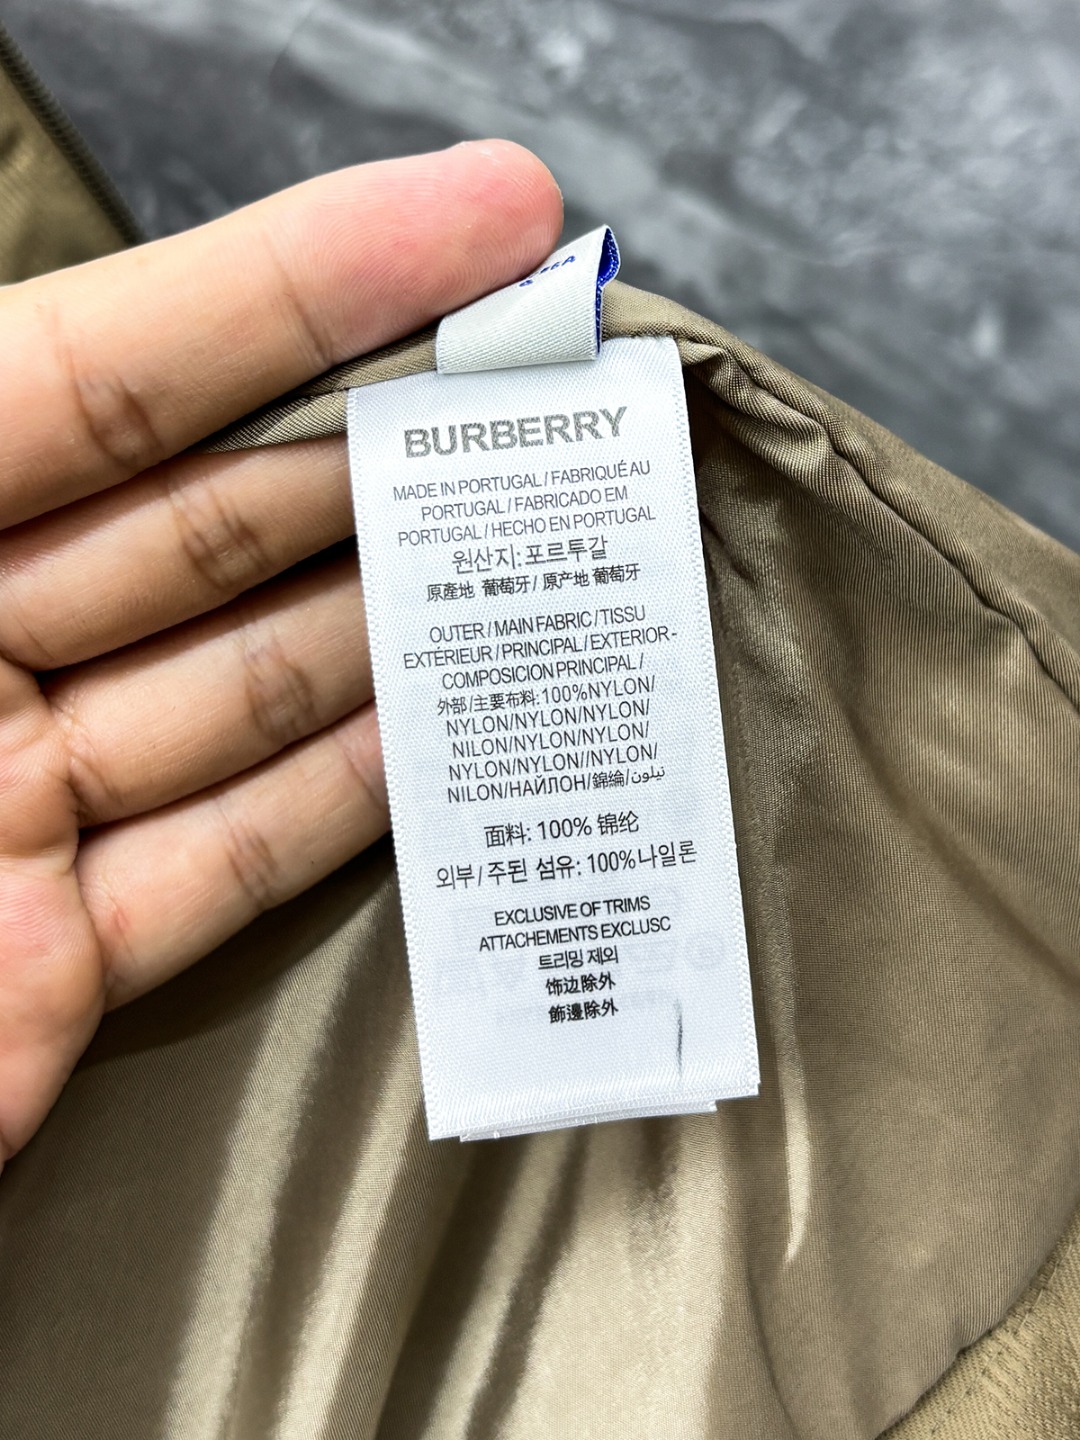 BURBERRY
MADE IN PORTUGAL / FABRIQUÉ AU
PORTUGAL / FABRICADO EM
PORTUGAL / HECHO EN PORTUGAL
원산지: 포르투갈
原產地 葡萄牙 / 原产地 葡萄牙
OUTER / MAIN FABRIC / TISSU
EXTÉRIEUR / PRINCIPAL / EXTERIOR -
COMPOSICION PRINCIPAL /
外部 / 主要布料: 100%NYLON/
NYLON/NYLON/NYLON/
NILON/NYLON/NYLON/
NYLON/NYLON//NYLON/
NILON/НАЙЛОН/錦綸/نيلون
面料: 100% 锦纶
외부 / 주된 섬유: 100% 나일론
EXCLUSIVE OF TRIMS
ATTACHEMENTS EXCLUSC
트리밍 제외
饰边除外
飾邊除外